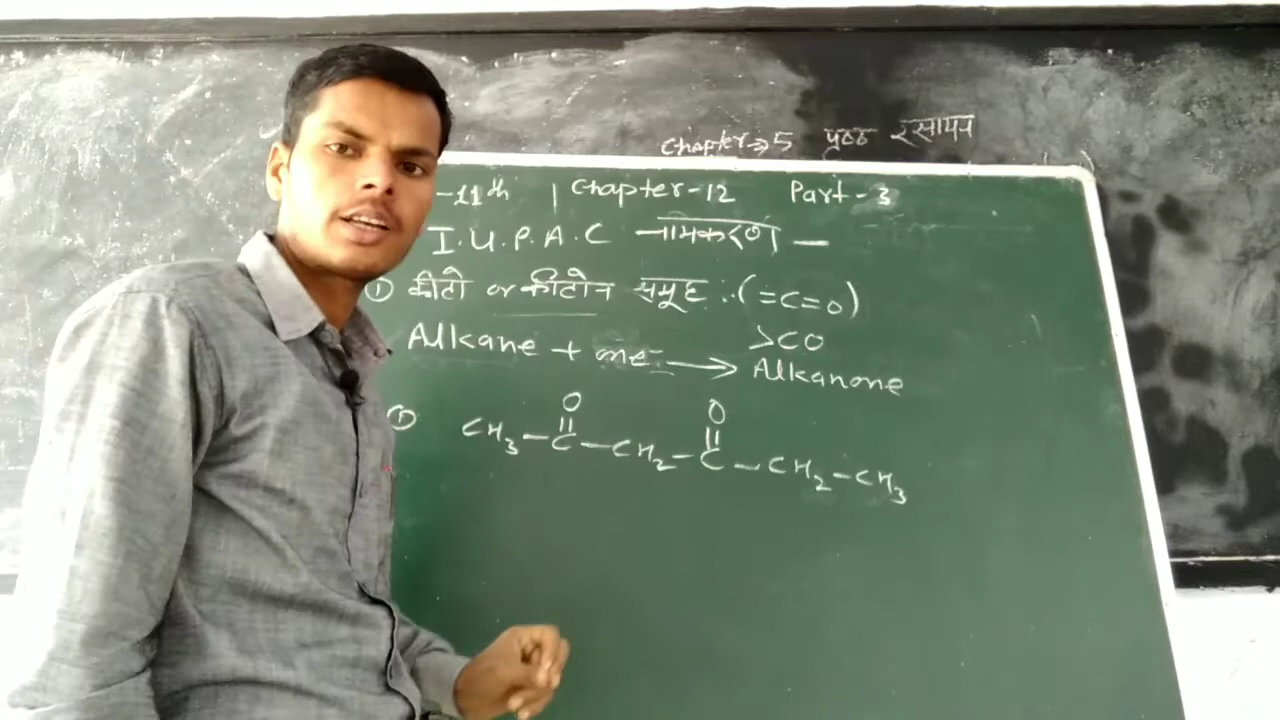 Chapter→5 पृष्ठ रसायन
-11th | Chapter-12 Part-3
I.U.P.A.C नामकरण —
① कीटो or कीटोन समूह :- (=C=O)
>CO
Alkane + one → Alkanone
O O
① CH3-C-CH2-C-CH2-CH3